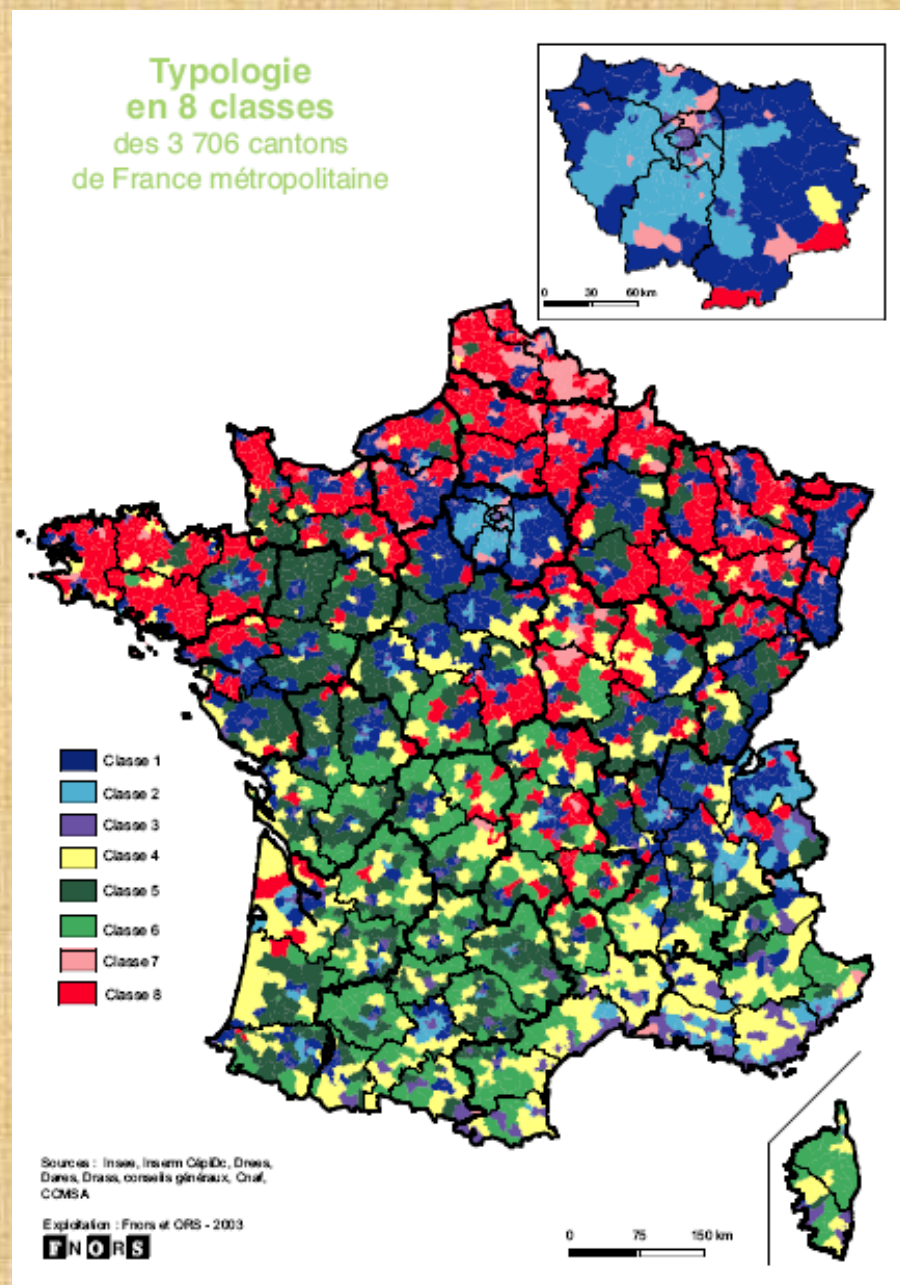 Typologie
en 8 classes
des 3 706 cantons
de France métropolitaine
0 30 60 km
Classe 1
Classe 2
Classe 3
Classe 4
Classe 5
Classe 6
Classe 7
Classe 8
Sources : Insee, Inserm CépiDc, Drees,
Dares, Drass, conseils généraux, Cnaf,
CCMSA
Exploitation : Fnors et ORS - 2003
FNORS
0 75 150 km